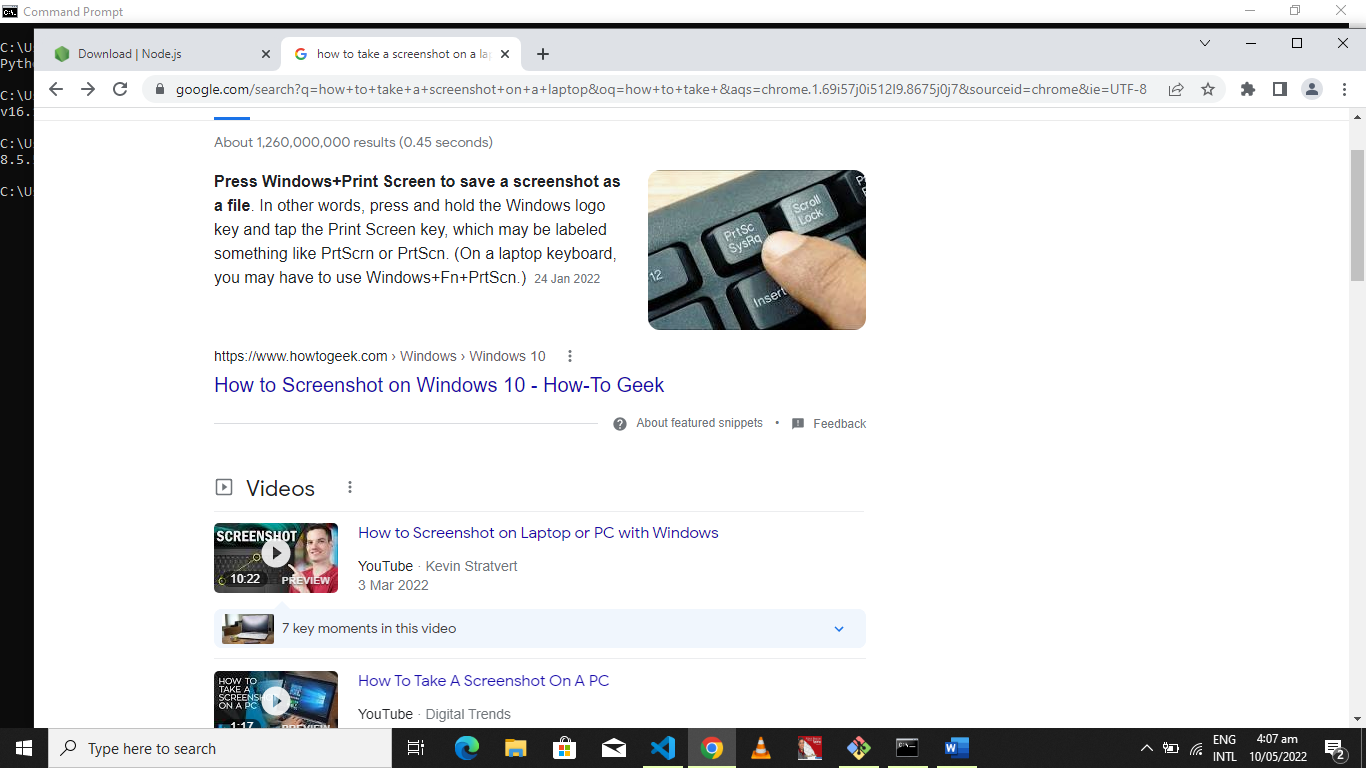 Command Prompt
C:\U
Pyth
C:\U
v16.
C:\U
8.5.
C:\U
Download | Node.js
how to take a screenshot on a la
google.com/search?q=how+to+take+a+screenshot+on+a+laptop&oq=how+to+take+&aqs=chrome.1.69i57j0i512l9.8675j0j7&sourceid=chrome&ie=UTF-8
About 1,260,000,000 results (0.45 seconds)
Press Windows+Print Screen to save a screenshot as
a file. In other words, press and hold the Windows logo
key and tap the Print Screen key, which may be labeled
something like PrtScrn or PrtScn. (On a laptop keyboard,
you may have to use Windows+Fn+PrtScn.) 24 Jan 2022
PrtSc
SysRq
Scroll
Lock
12
Insert
https://www.howtogeek.com › Windows › Windows 10
How to Screenshot on Windows 10 - How-To Geek
About featured snippets • Feedback
Videos
SCREENSHOT
10:22
PREVIEW
How to Screenshot on Laptop or PC with Windows
YouTube · Kevin Stratvert
3 Mar 2022
7 key moments in this video
HOW TO
TAKE A
SCREENSH
ON A PC
1:17
PREVIEW
How To Take A Screenshot On A PC
YouTube · Digital Trends
Type here to search
ENG
INTL
4:07 am
10/05/2022
2